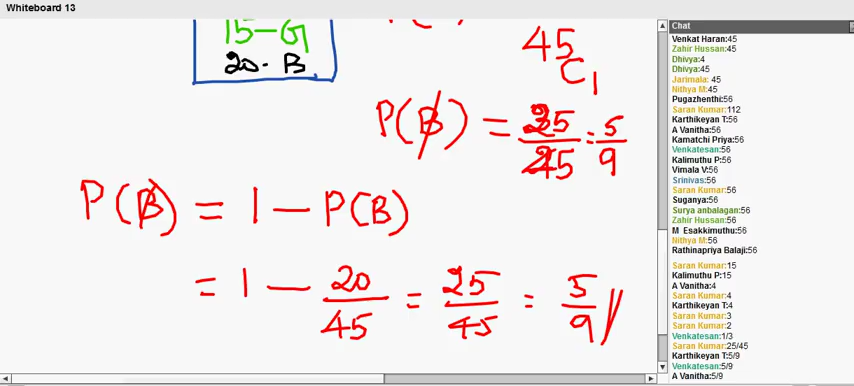 Whiteboard 13
15-G
20- B
P(
)
45
C1
P(B) = 25/45 = 5/9
P(B) = 1 - P(B)
= 1 - 20/45 = 25/45 = 5/9 //
Chat
Venkat Haran:45
Zahir Hussan:45
Dhivya:4
Dhivya:45
Jarimala: 45
Nithya M:45
Pugazhenthi:56
Saran Kumar:112
Karthikeyan T:56
A Vanitha:56
Kamatchi Priya:56
Venkatesan:56
Kalimuthu P:56
Vimala V:56
Srinivas:56
Saran Kumar:56
Suganya:56
Surya anbalagan:56
Zahir Hussan:56
M Esakkimuthu:56
Nithya M:56
Rathinapriya Balaji:56
Saran Kumar:15
Kalimuthu P:15
A Vanitha:4
Saran Kumar:4
Karthikeyan T:4
Saran Kumar:3
Saran Kumar:2
Venkatesan:1/3
Saran Kumar:25/45
Karthikeyan T:5/9
Venkatesan:5/9
A Vanitha:5/9